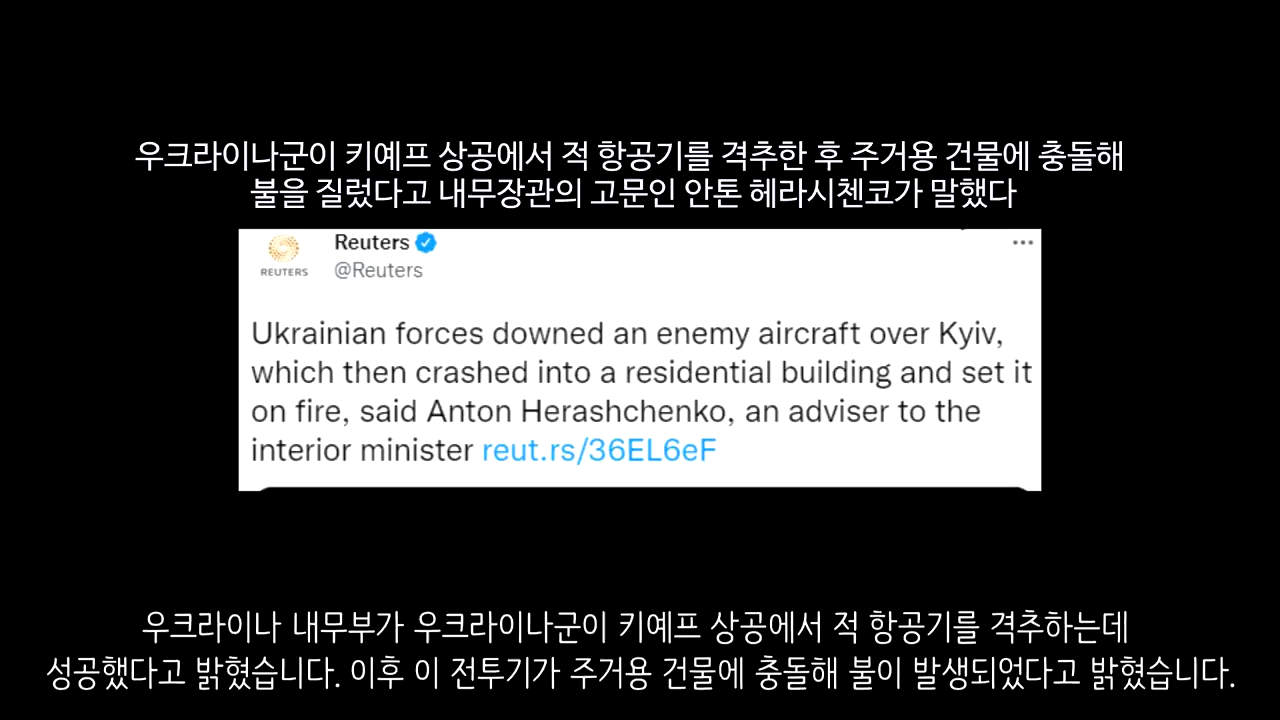 우크라이나군이 키예프 상공에서 적 항공기를 격추한 후 주거용 건물에 충돌해
불을 질렀다고 내무장관의 고문인 안톤 헤라시첸코가 말했다
Reuters
REUTERS
@Reuters
Ukrainian forces downed an enemy aircraft over Kyiv,
which then crashed into a residential building and set it
on fire, said Anton Herashchenko, an adviser to the
interior minister reut.rs/36EL6eF
우크라이나 내무부가 우크라이나군이 키예프 상공에서 적 항공기를 격추하는데
성공했다고 밝혔습니다. 이후 이 전투기가 주거용 건물에 충돌해 불이 발생되었다고 밝혔습니다.